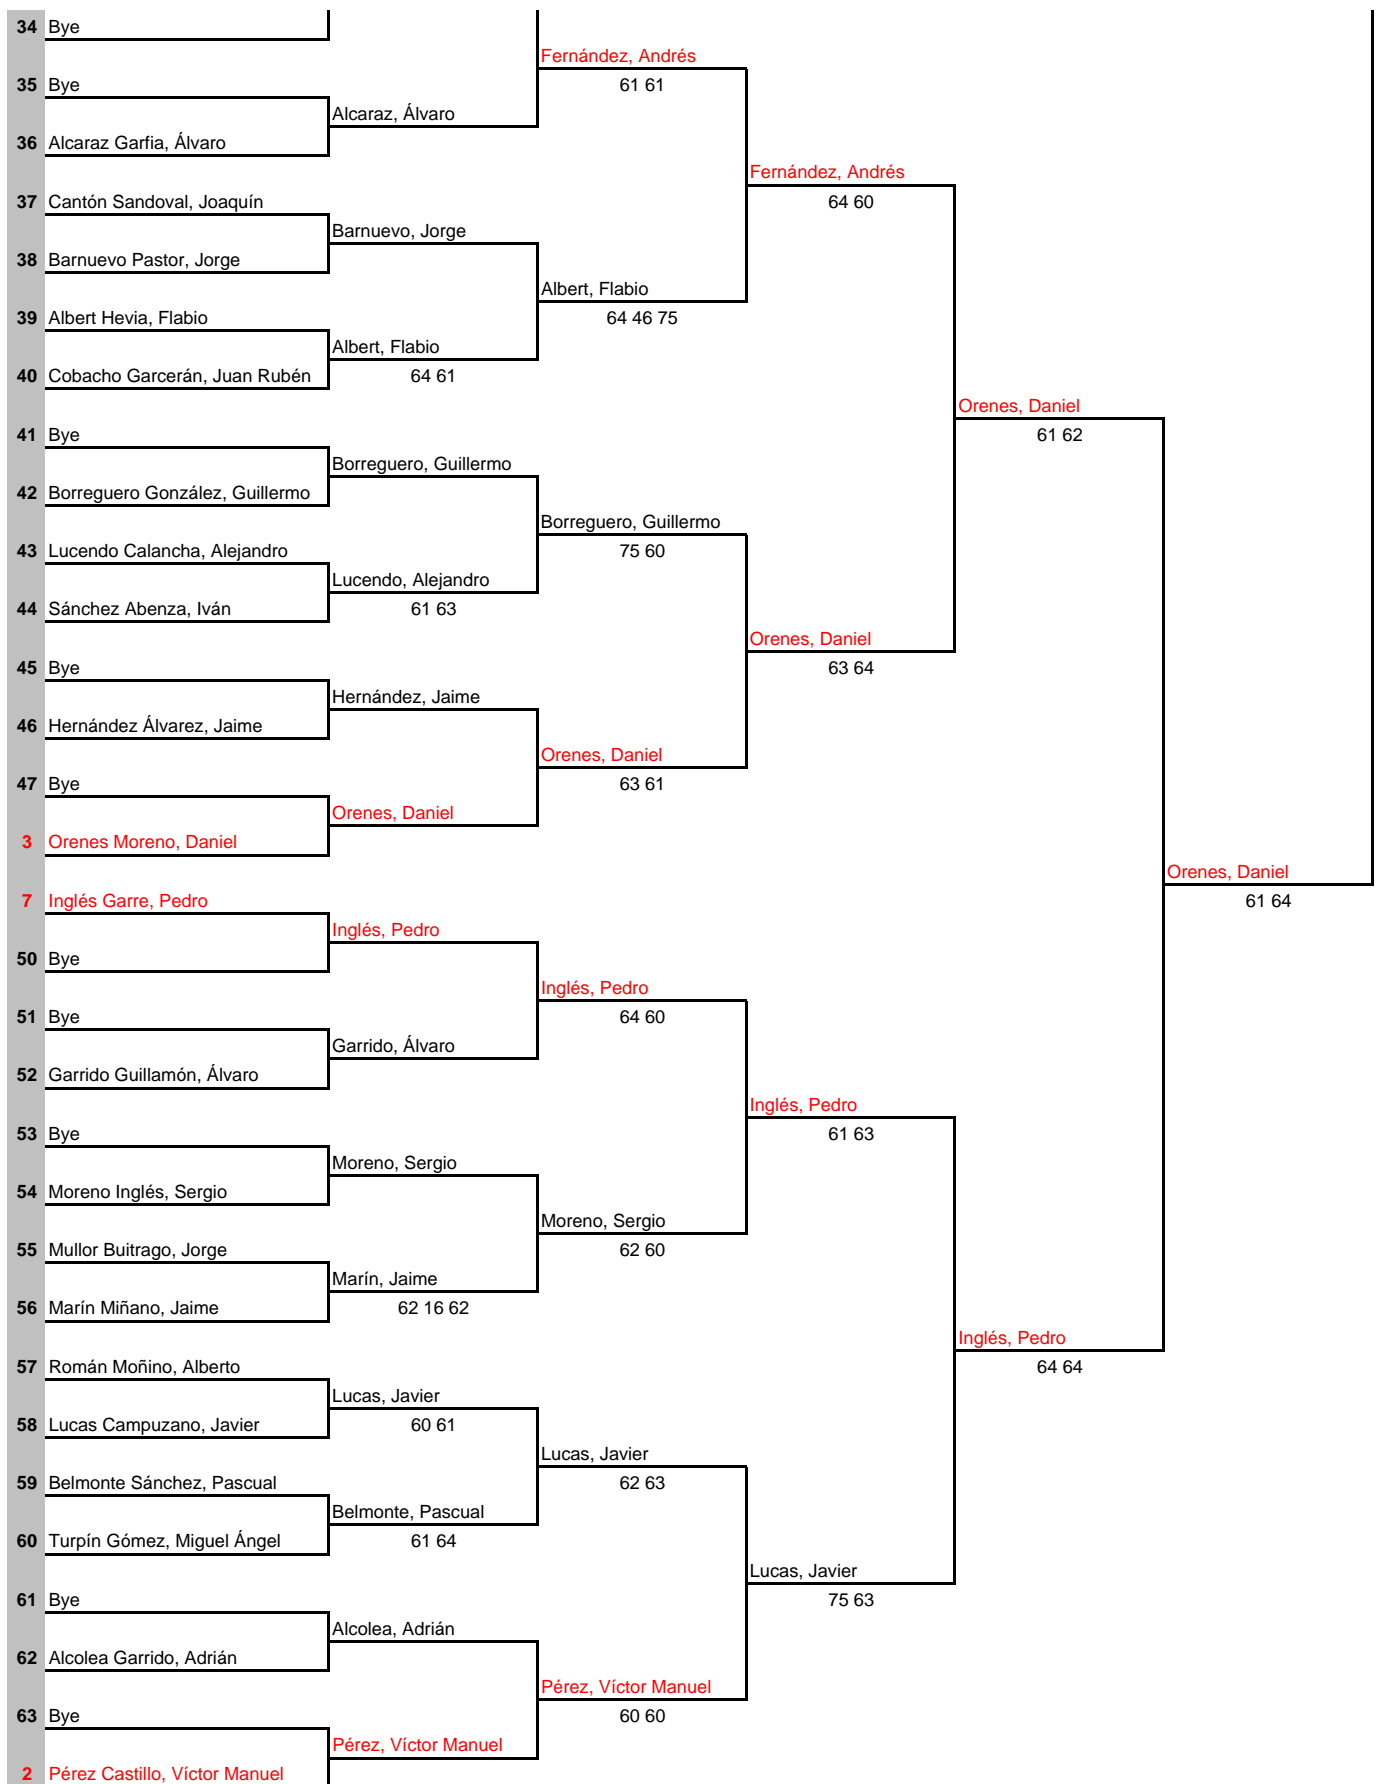 34 Bye
Fernández, Andrés
35 Bye
61 61
Alcaraz, Álvaro
36 Alcaraz Garfia, Álvaro
Fernández, Andrés
37 Cantón Sandoval, Joaquín
64 60
Barnuevo, Jorge
38 Barnuevo Pastor, Jorge
Albert, Flabio
39 Albert Hevia, Flabio
64 46 75
Albert, Flabio
40 Cobacho Garcerán, Juan Rubén
64 61
Orenes, Daniel
41 Bye
61 62
Borreguero, Guillermo
42 Borreguero González, Guillermo
Borreguero, Guillermo
43 Lucendo Calancha, Alejandro
75 60
Lucendo, Alejandro
44 Sánchez Abenza, Iván
61 63
Orenes, Daniel
45 Bye
63 64
Hernández, Jaime
46 Hernández Álvarez, Jaime
Orenes, Daniel
47 Bye
63 61
Orenes, Daniel
3 Orenes Moreno, Daniel
Orenes, Daniel
7 Inglés Garre, Pedro
61 64
Inglés, Pedro
50 Bye
Inglés, Pedro
51 Bye
64 60
Garrido, Álvaro
52 Garrido Guillamón, Álvaro
Inglés, Pedro
53 Bye
61 63
Moreno, Sergio
54 Moreno Inglés, Sergio
Moreno, Sergio
55 Mullor Buitrago, Jorge
62 60
Marín, Jaime
56 Marín Miñano, Jaime
62 16 62
Inglés, Pedro
57 Román Moñino, Alberto
64 64
Lucas, Javier
58 Lucas Campuzano, Javier
60 61
Lucas, Javier
59 Belmonte Sánchez, Pascual
62 63
Belmonte, Pascual
60 Turpín Gómez, Miguel Ángel
61 64
Lucas, Javier
61 Bye
75 63
Alcolea, Adrián
62 Alcolea Garrido, Adrián
Pérez, Víctor Manuel
63 Bye
60 60
Pérez, Víctor Manuel
2 Pérez Castillo, Víctor Manuel